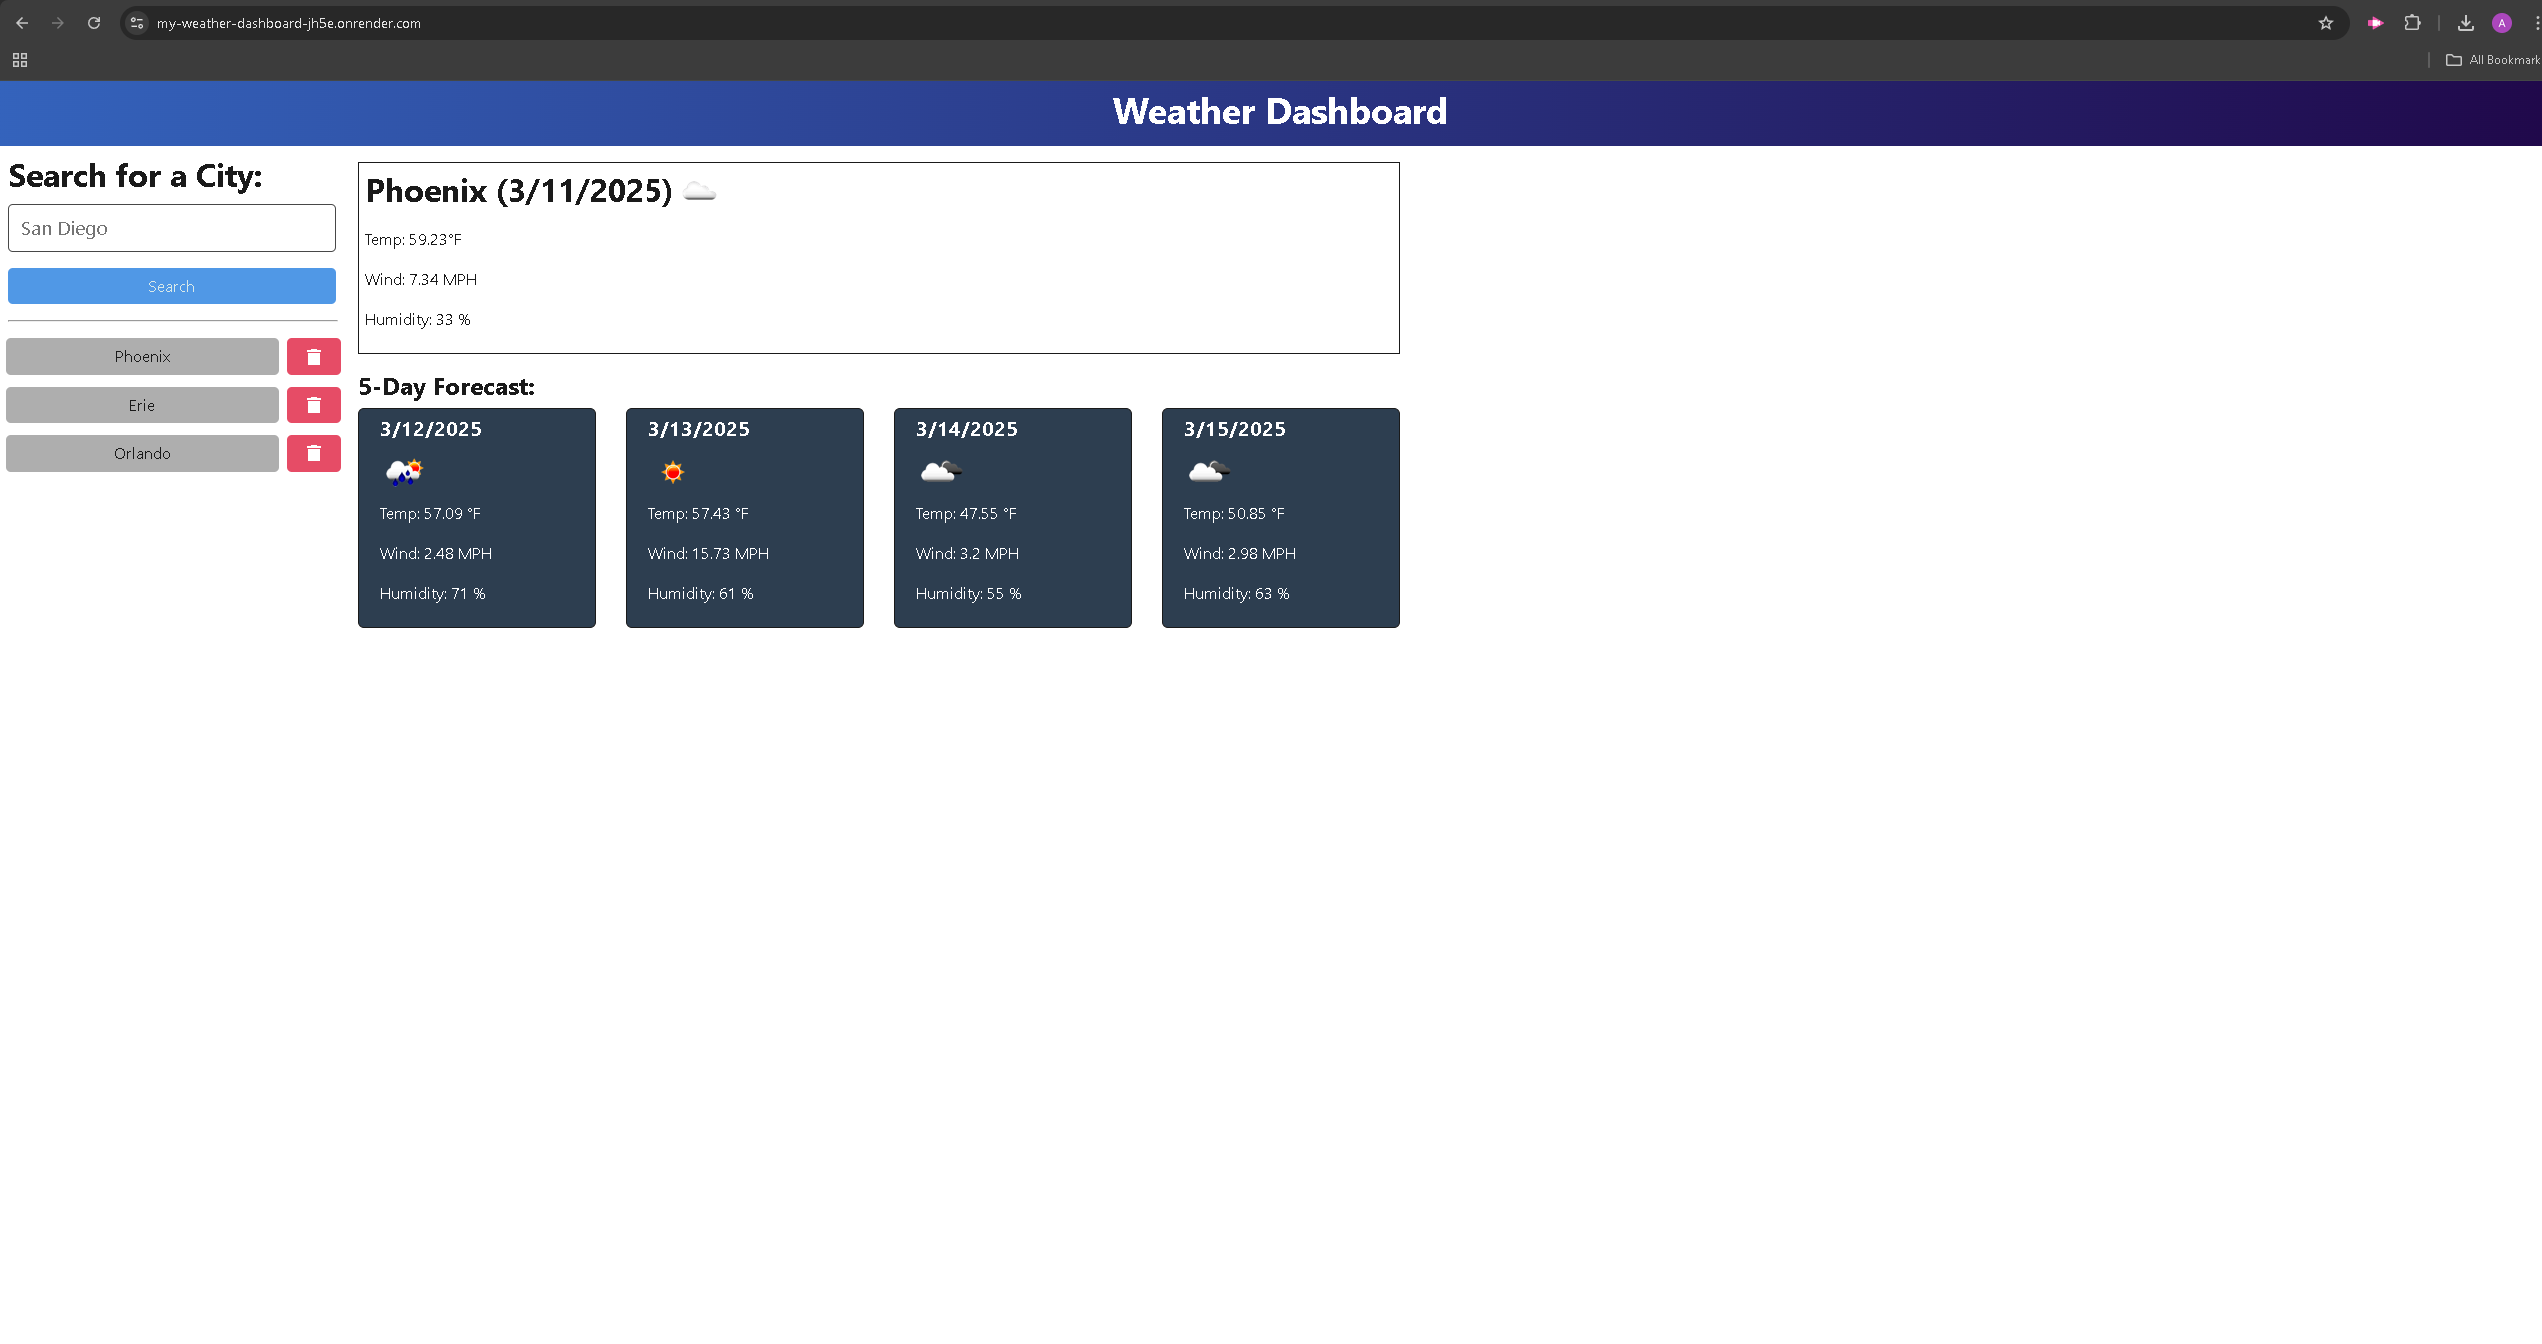 my-weather-dashboard-jh5e.onrender.com
A
All Bookmark
Weather Dashboard
Search for a City:
San Diego
Search
Phoenix
Erie
Orlando
Phoenix (3/11/2025)
Temp: 59.23°F
Wind: 7.34 MPH
Humidity: 33 %
5-Day Forecast:
3/12/2025
Temp: 57.09 °F
Wind: 2.48 MPH
Humidity: 71 %
3/13/2025
Temp: 57.43 °F
Wind: 15.73 MPH
Humidity: 61 %
3/14/2025
Temp: 47.55 °F
Wind: 3.2 MPH
Humidity: 55 %
3/15/2025
Temp: 50.85 °F
Wind: 2.98 MPH
Humidity: 63 %